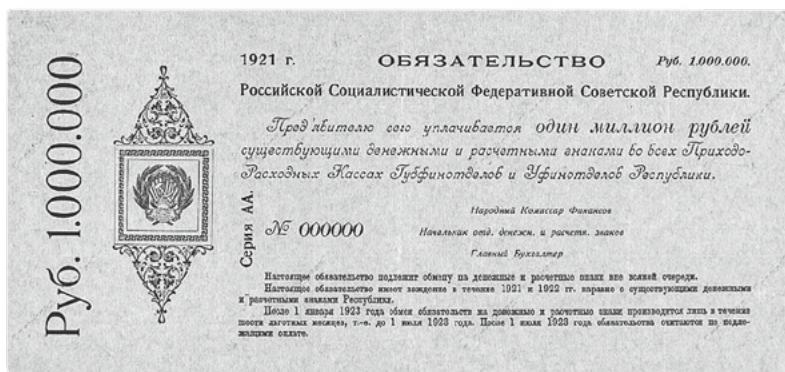 Руб. 1.000.000
1921 г. ОБЯЗАТЕЛЬСТВО Руб. 1.000.000.
Российской Социалистической Федеративной Советской Республики.
Пред'явителю сего уплачивается один миллион рублей
существующими денежными и расчетными знаками во всех Приходо-
Расходных Кассах Губфинотделов и Уфинотделов Республики.
Серия АА.
№ 000000
Народный Комиссар Финансов
Начальник отд. денежн. и расчетн. знаков
Главный Бухгалтер
Настоящее обязательство подлежит обмену на денежные и расчетные знаки вне всякой очереди.
Настоящее обязательство имеет хождение в течение 1921 и 1922 гг. наравне с существующими денежными
и расчетными знаками Республики.
После 1 января 1923 года обмен обязательств на денежные и расчетные знаки производится лишь в течение
шести льготных месяцев, т.-е. до 1 июля 1923 года. После 1 июля 1923 года обязательства считаются не подле-
жащими оплате.